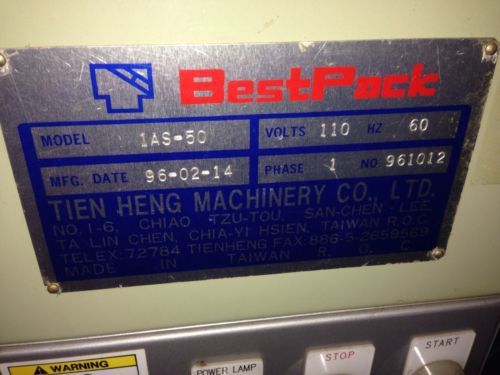 BestPack
MODEL 1AS-50 VOLTS 110 HZ 60
MFG. DATE 96-02-14 PHASE 1 NO. 961012
TIEN HENG MACHINERY CO., LTD.
NO, 1-6, CHIAO TZU-TOU, SAN-CHEN LEE,
TA LIN CHEN, CHIA-YI HSIEN, TAIWAN R.O.C
TELEX:72784 TIENHENG FAX:886-5-2659569
MADE IN TAIWAN R. O. C
WARNING
POWER LAMP
STOP
START